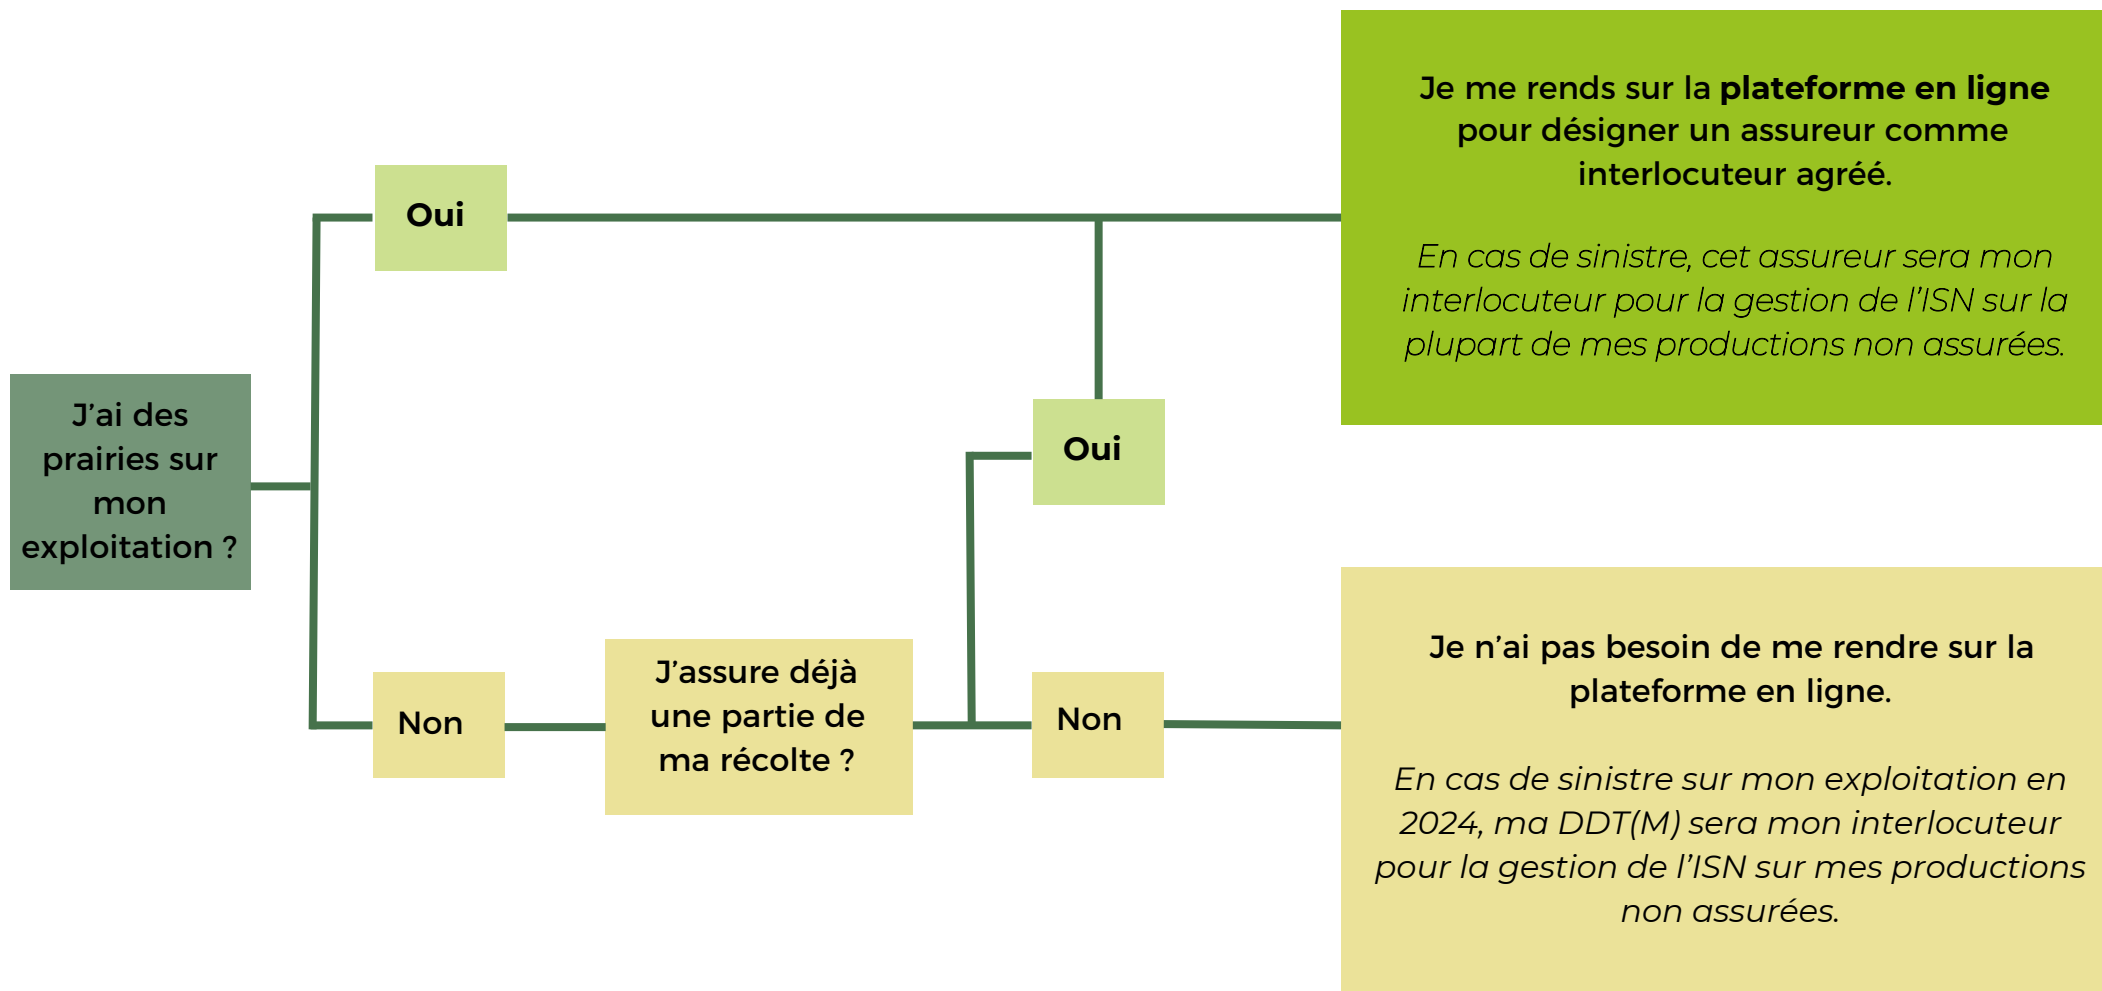 J’ai des
prairies sur
mon
exploitation ?
Oui
Non
J’assure déjà
une partie de
ma récolte ?
Oui
Non
Je me rends sur la plateforme en ligne
pour désigner un assureur comme
interlocuteur agréé.
En cas de sinistre, cet assureur sera mon
interlocuteur pour la gestion de l’ISN sur la
plupart de mes productions non assurées.
Je n’ai pas besoin de me rendre sur la
plateforme en ligne.
En cas de sinistre sur mon exploitation en
2024, ma DDT(M) sera mon interlocuteur
pour la gestion de l’ISN sur mes productions
non assurées.